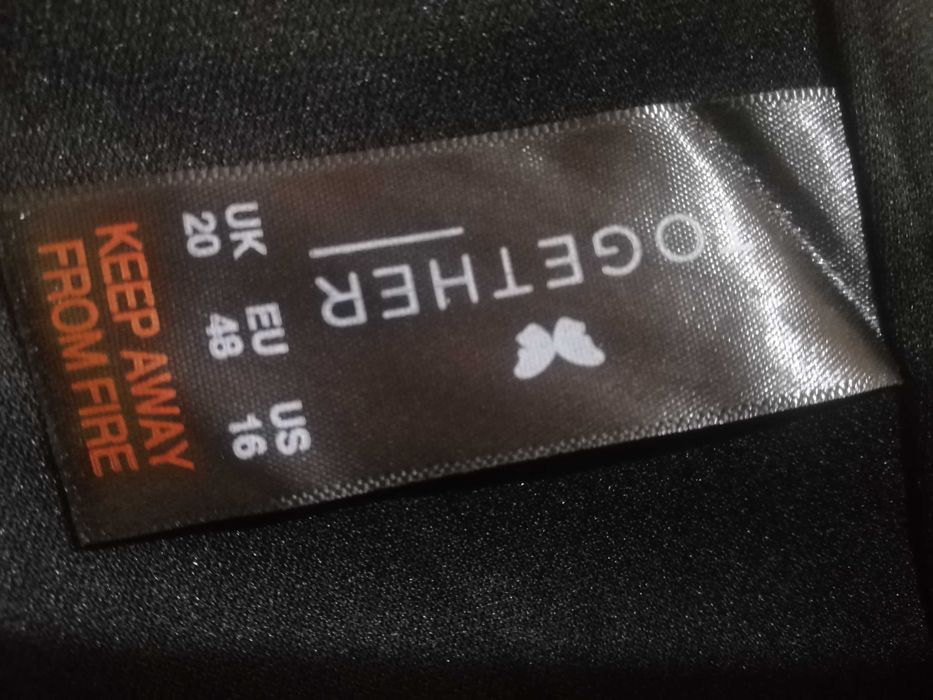 TOGETHER
UK EU US
20 48 16
KEEP AWAY
FROM FIRE